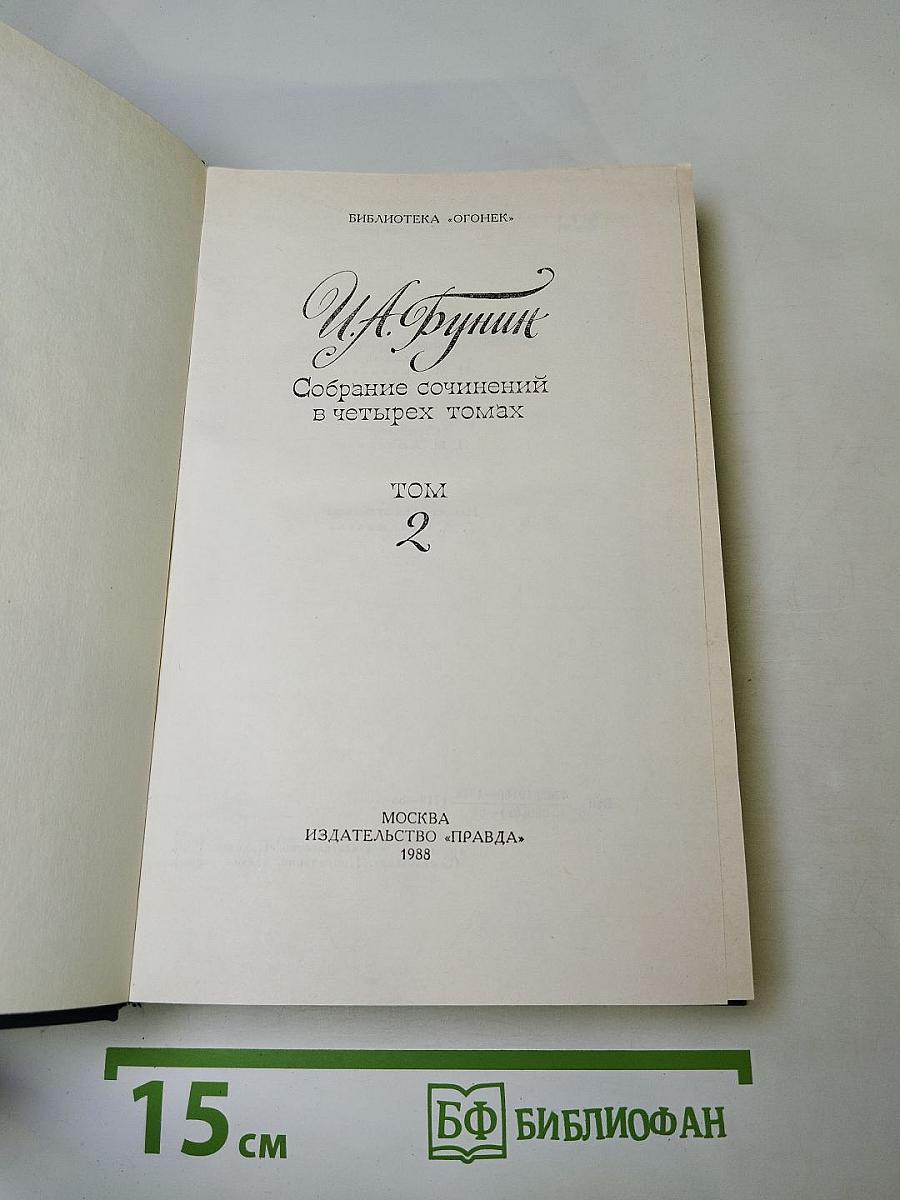 БИБЛИОТЕКА «ОГОНЕК»
И.А.Бунин
Собрание сочинений
в четырех томах
ТОМ
2
МОСКВА
ИЗДАТЕЛЬСТВО «ПРАВДА»
1988
15 см
БФ БИБЛИОФАН